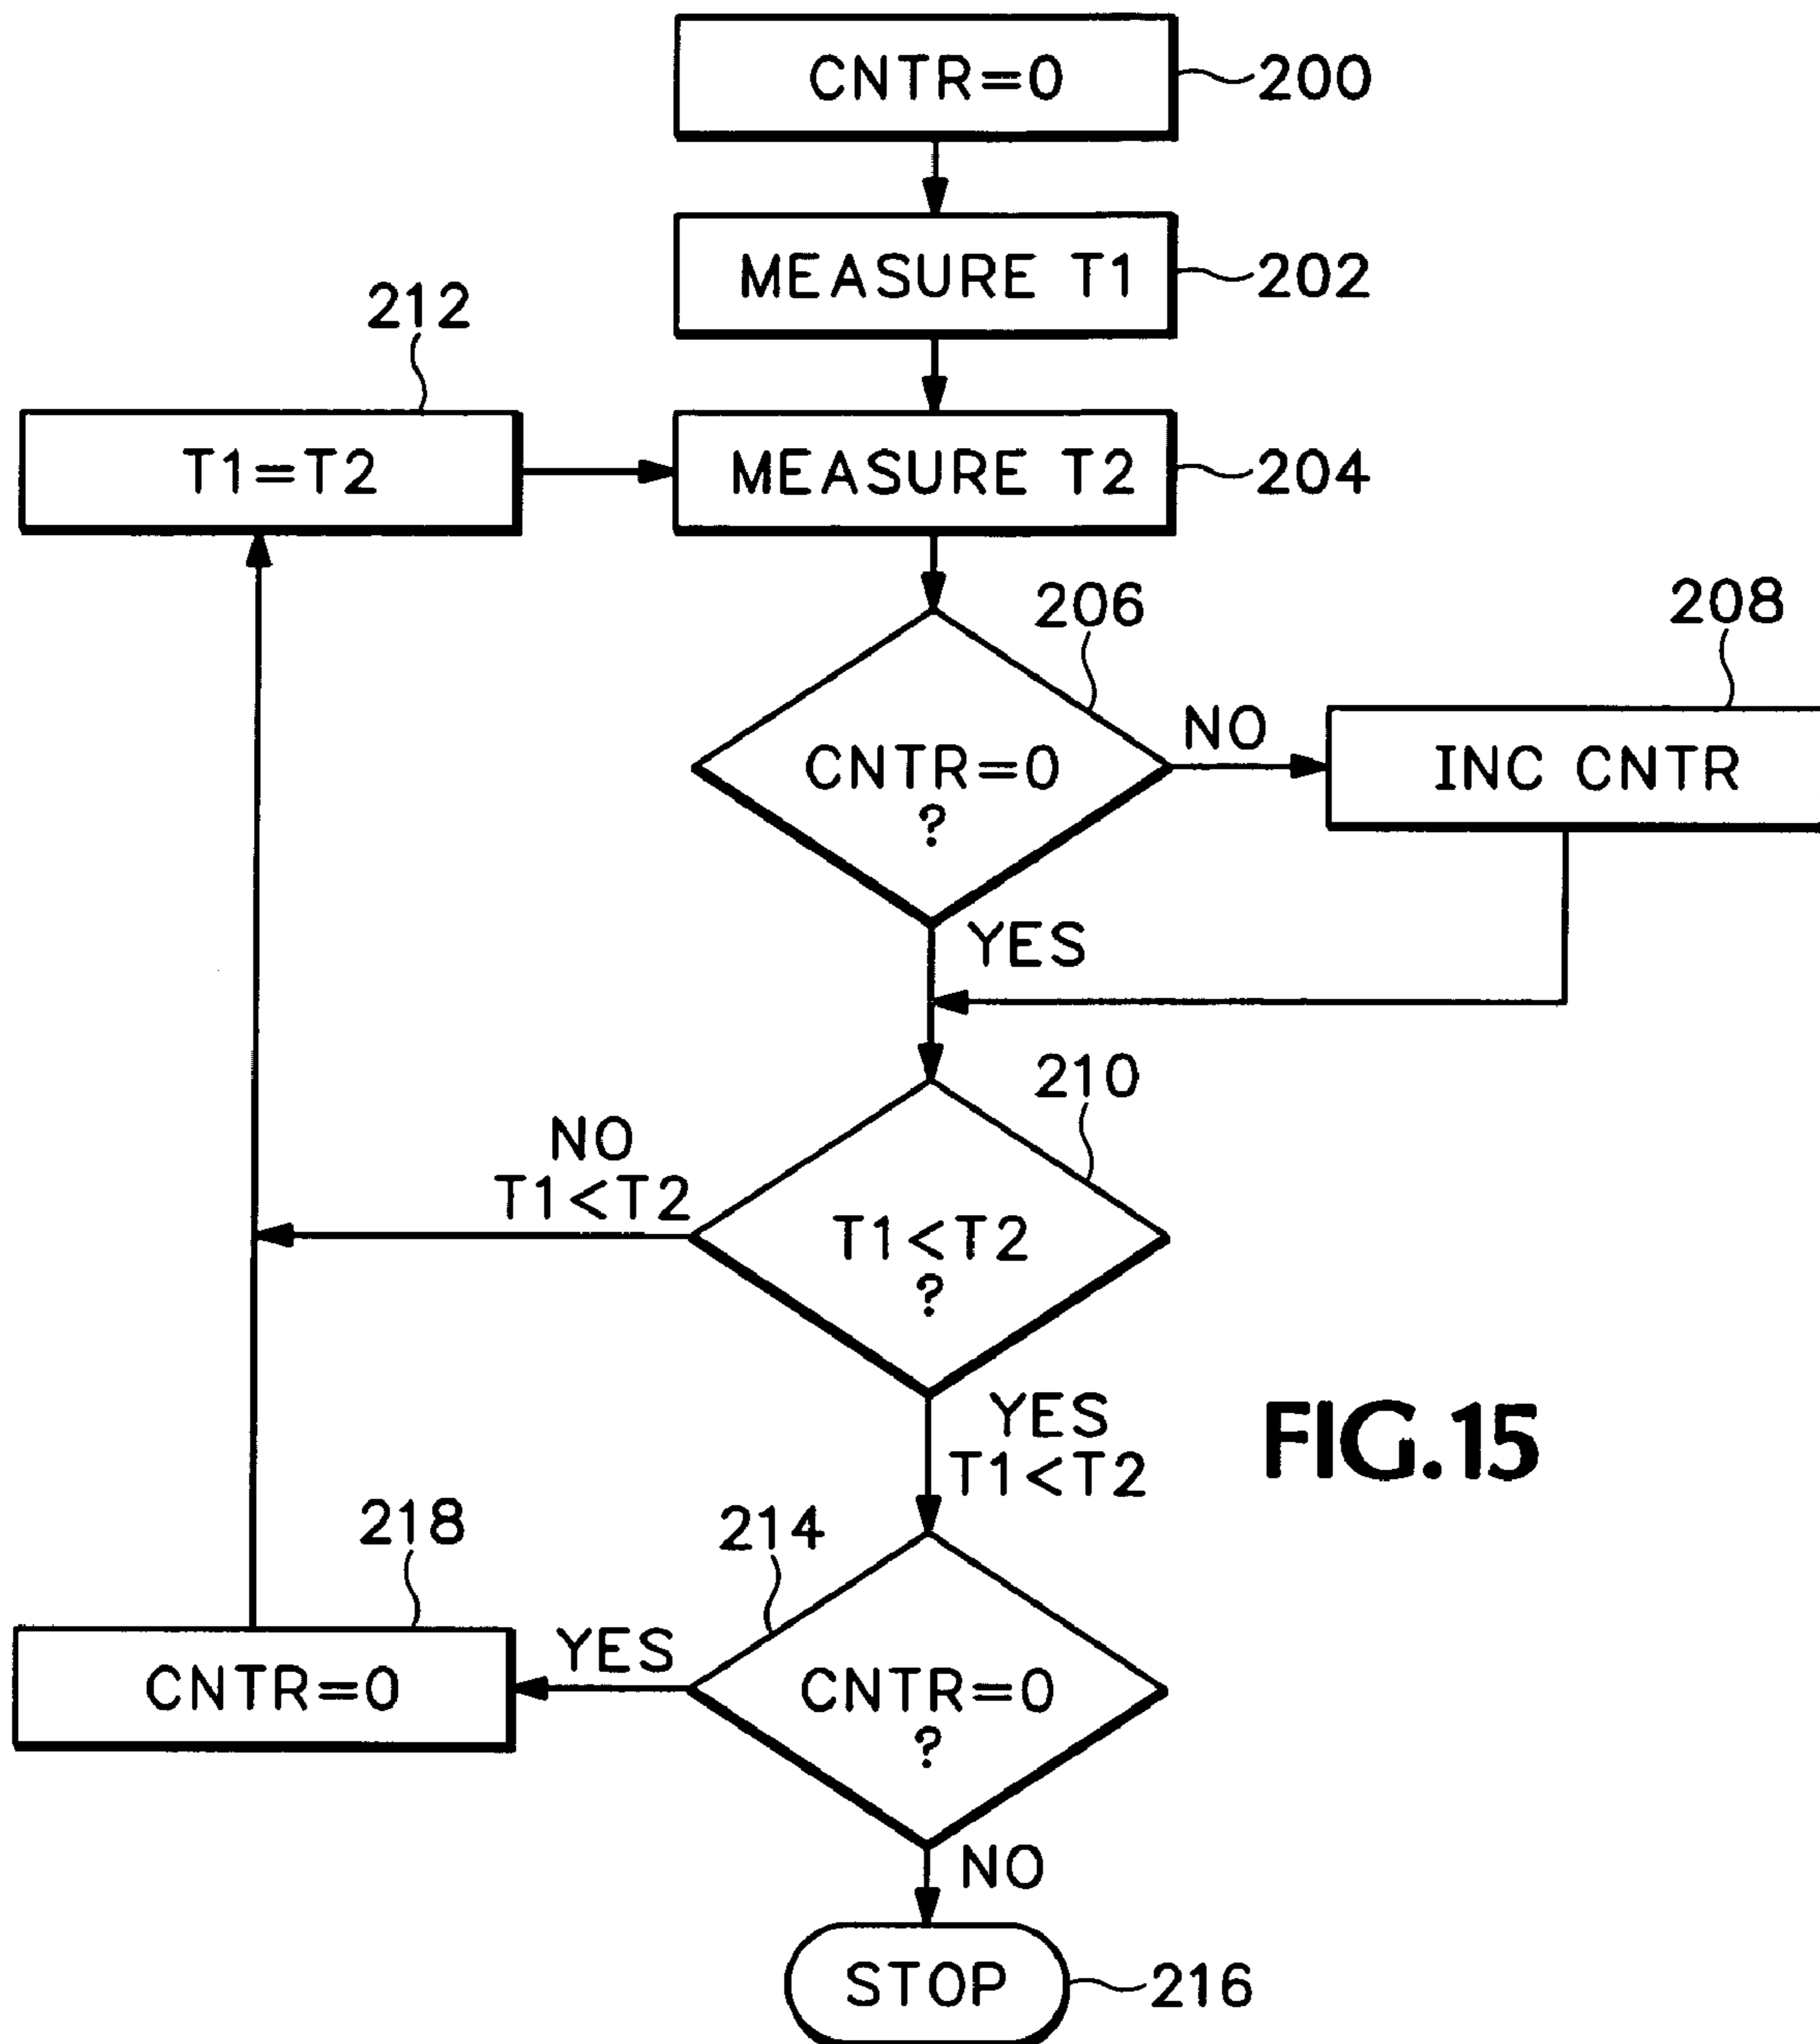 CNTR=0
200
MEASURE T1
202
212
T1=T2
MEASURE T2
204
206
208
CNTR=0
?
NO
INC CNTR
YES
210
NO
T1<T2
T1<T2
?
YES
T1<T2
FIG.15
218
214
CNTR=0
YES
CNTR=0
?
NO
STOP
216